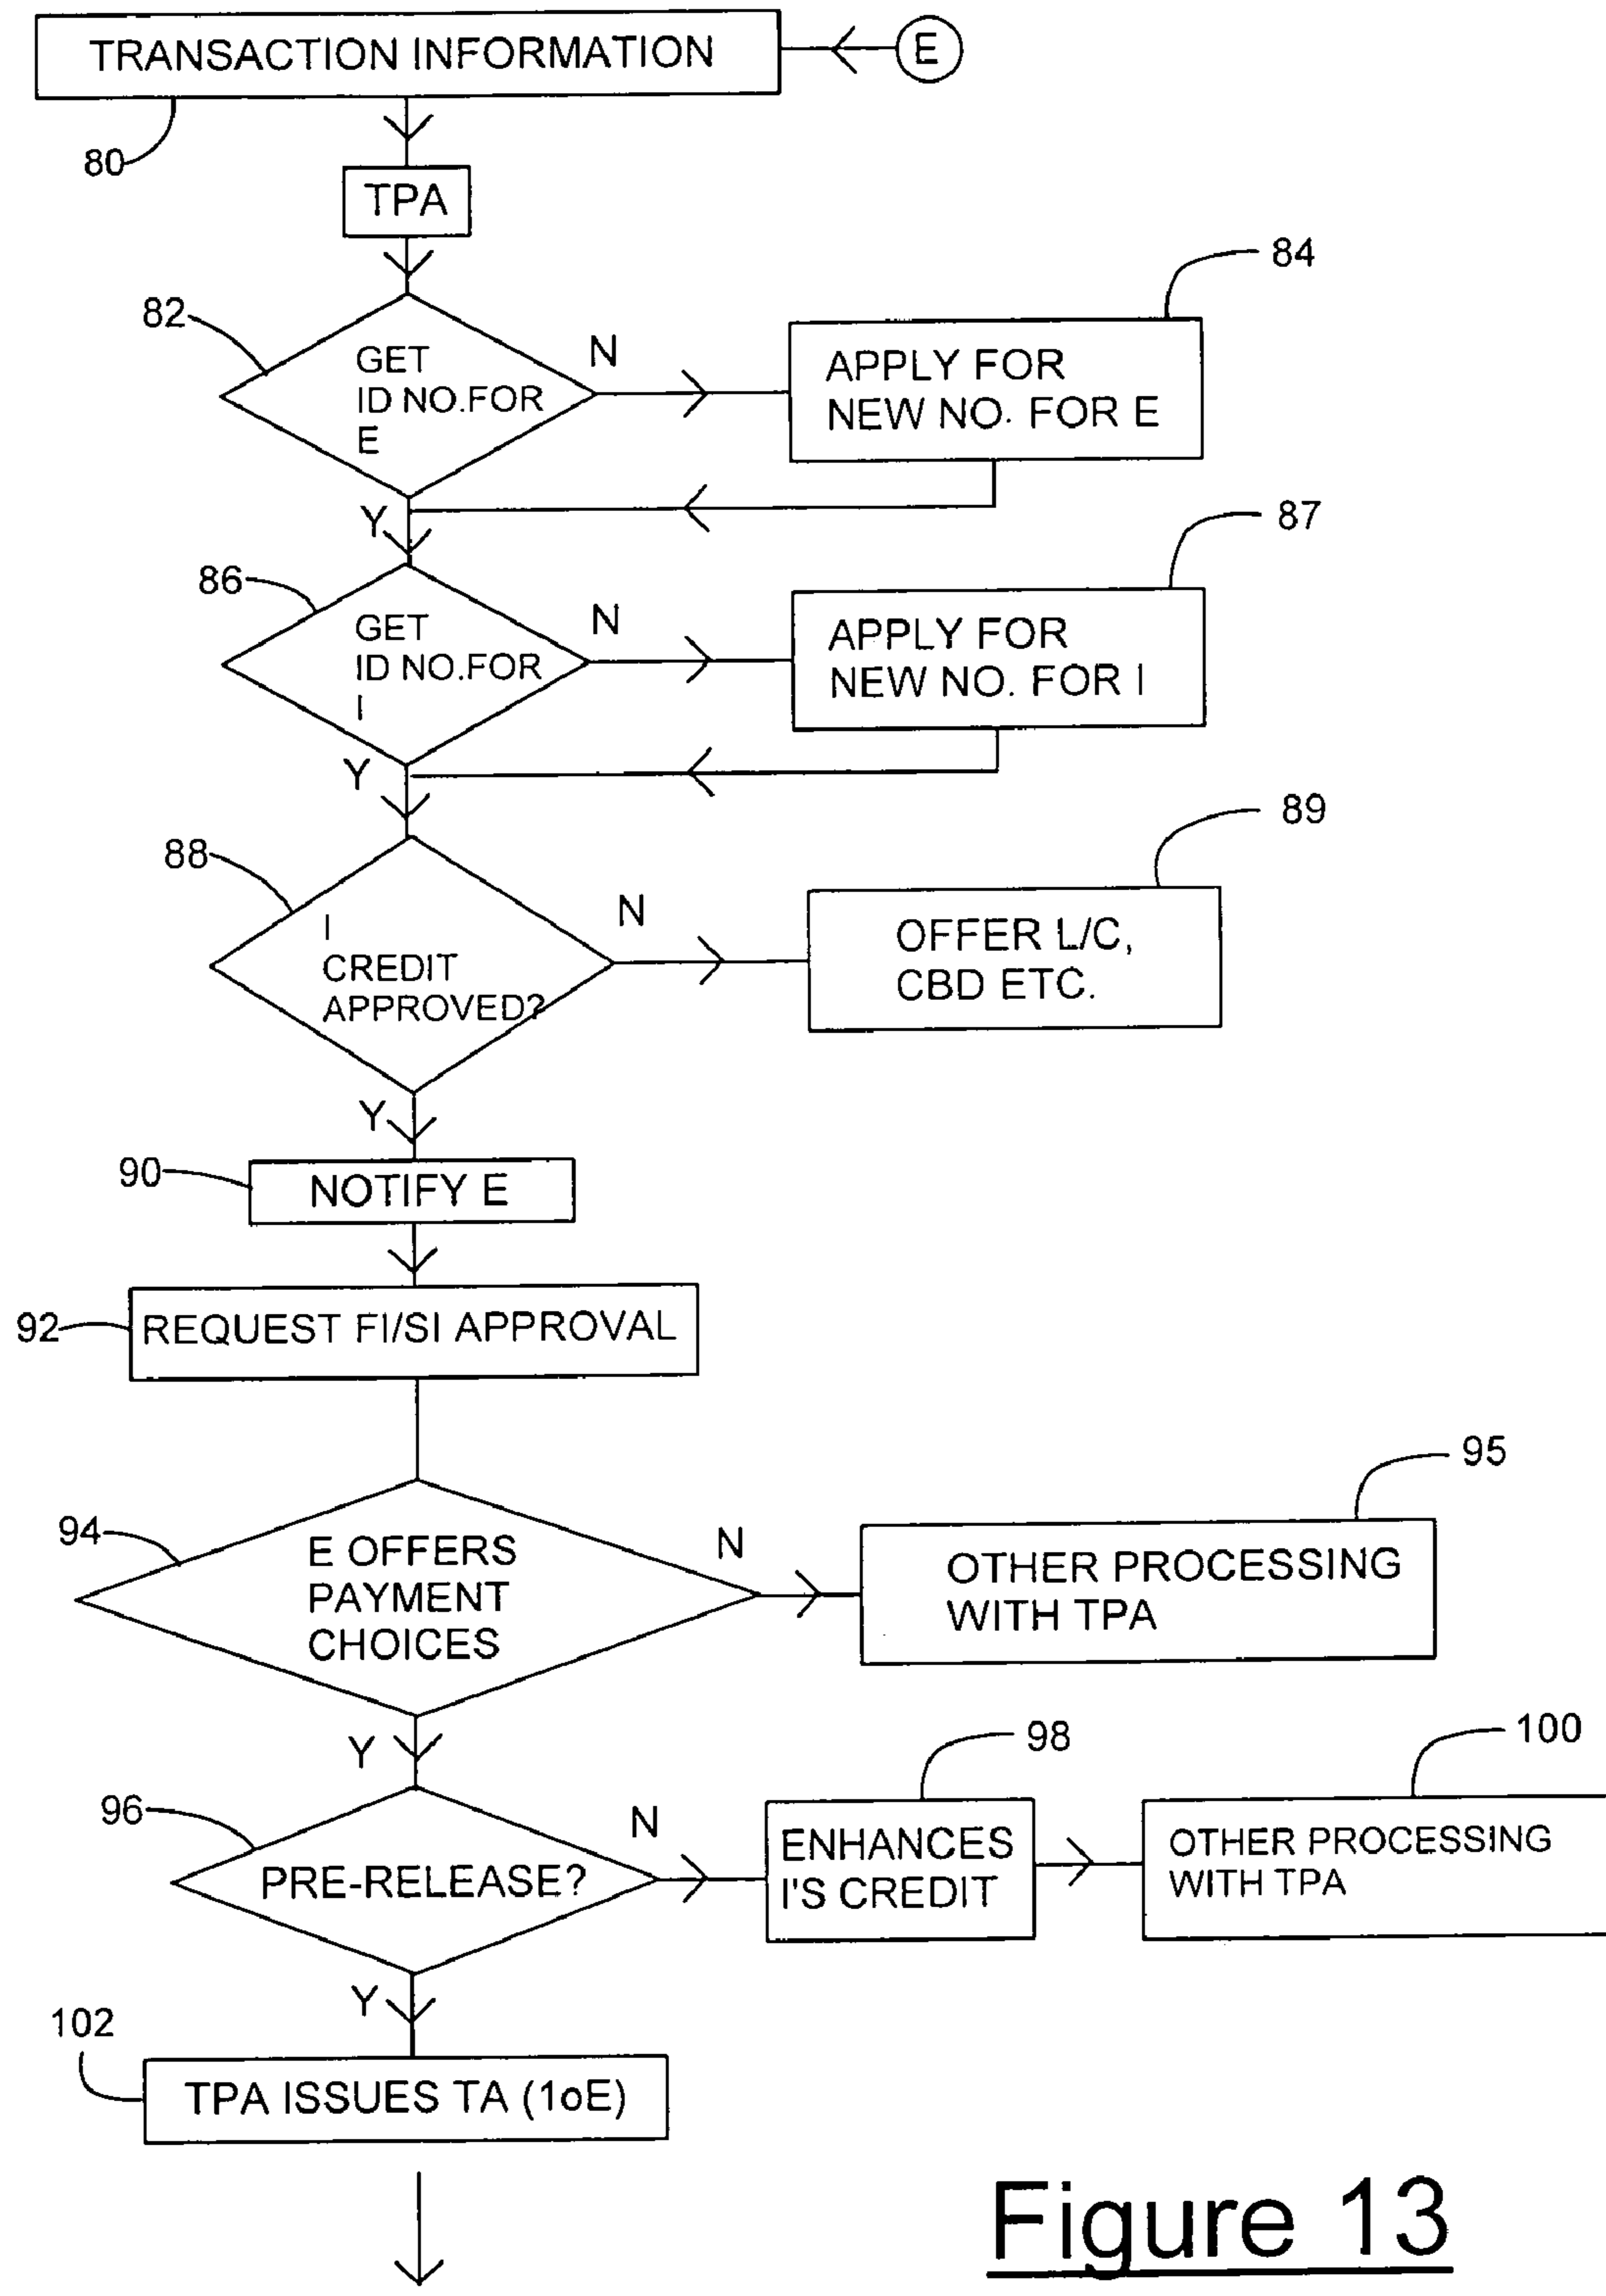 TRANSACTION INFORMATION
E
80
TPA
84
82
GET
ID NO.FOR
E
N
APPLY FOR
NEW NO. FOR E
Y
87
86
GET
ID NO.FOR
I
N
APPLY FOR
NEW NO. FOR I
Y
89
88
I
CREDIT
APPROVED?
N
OFFER L/C,
CBD ETC.
Y
90
NOTIFY E
92
REQUEST FI/SI APPROVAL
95
94
E OFFERS
PAYMENT
CHOICES
N
OTHER PROCESSING
WITH TPA
Y
98
100
96
PRE-RELEASE?
N
ENHANCES
I'S CREDIT
OTHER PROCESSING
WITH TPA
Y
102
TPA ISSUES TA (1oE)
Figure 13